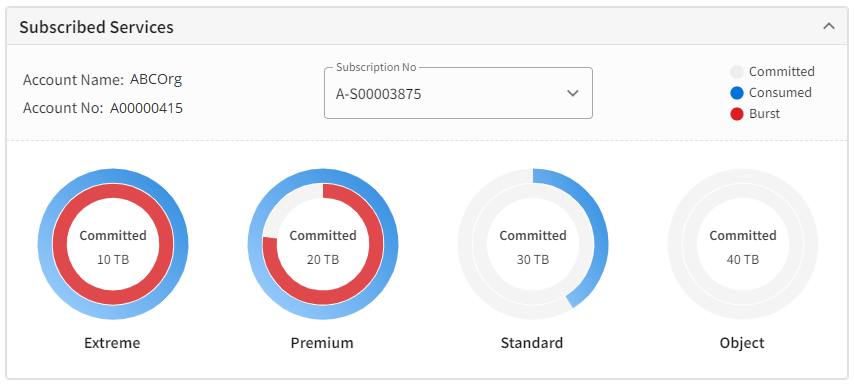 Subscribed Services
Account Name: ABCOrg
Account No: A00000415
Subscription No
A-S00003875
Committed
Consumed
Burst
Committed
10 TB
Extreme
Committed
20 TB
Premium
Committed
30 TB
Standard
Committed
40 TB
Object